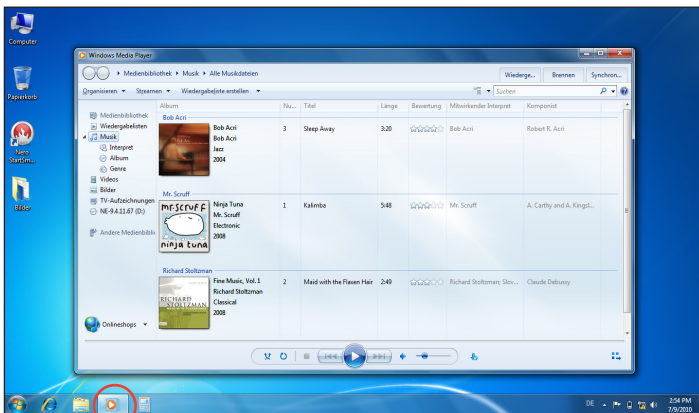 Computer
Papierkorb
Nero
StartSm...
Bilder
Windows Media Player
Medienbibliothek Musik Alle Musikdateien
Wiederge... Brennen Synchron...
Organisieren Streamen Wiedergabeliste erstellen Suchen
Album Nu... Titel Länge Bewertung Mitwirkender Interpret Komponist
Medienbibliothek
Wiedergabelisten
Musik
Interpret
Album
Genre
Videos
Bilder
TV-Aufzeichnungen
NE-9.4.11.67 (D:)
Andere Medienbiblio
Onlineshops
Bob Acri
Bob Acri 3 Sleep Away 3:20 Bob Acri Robert R. Acri
Bob Acri
Jazz
2004
Mr. Scruff
mr.scruff
ninja tuna
Ninja Tuna 1 Kalimba 5:48 Mr. Scruff A. Carthy and A. Kingsl...
Mr. Scruff
Electronic
2008
Richard Stoltzman
RICHARD
STOLTZMAN
Fine Music, Vol. 1 2 Maid with the Flaxen Hair 2:49 Richard Stoltzman; Slov... Claude Debussy
Richard Stoltzman
Classical
2008
DE
2:54 PM
7/9/2010